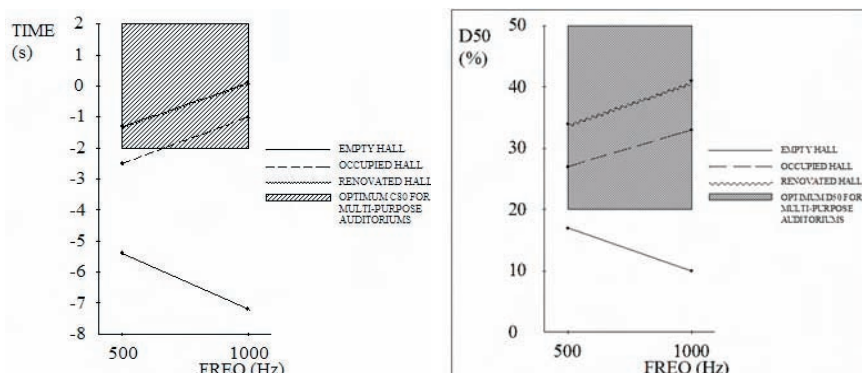 TIME
(s)
2
1
0
-1
-2
-3
-4
-5
-6
-7
-8
500 1000
FREQ (Hz)
EMPTY HALL
OCCUPIED HALL
RENOVATED HALL
OPTIMUM C80 FOR
MULTI-PURPOSE
AUDITORIUMS
D50
(%)
50
40
30
20
10
0
500 1000
FREQ (Hz)
EMPTY HALL
OCCUPIED HALL
RENOVATED HALL
OPTIMUM D50 FOR
MULTI-PURPOSE
AUDITORIUMS